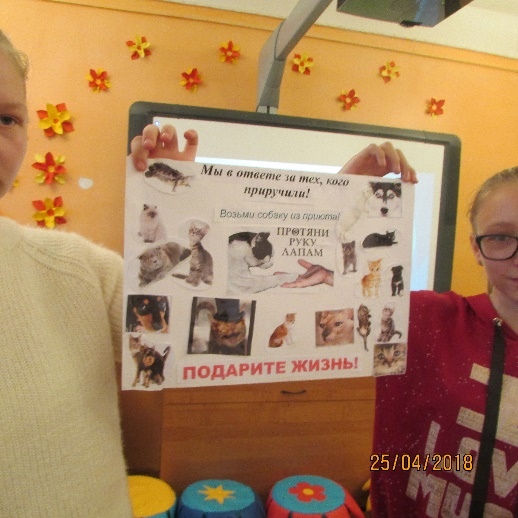 Мы в ответе за тех, кого
приручили!
Возьми собаку из приюта!
ПРОТЯНИ
РУКУ
ЛАПАМ
ПОДАРИТЕ ЖИЗНЬ!
LOVE
MUSIC
25/04/2018